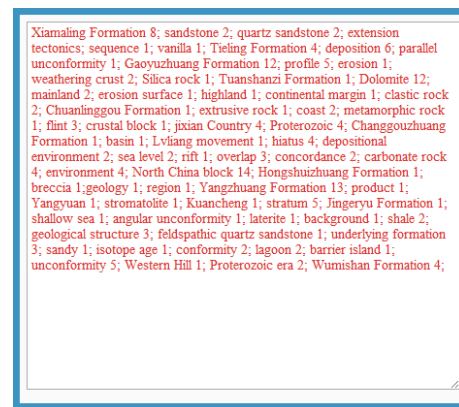 Xiamaling Formation 8; sandstone 2; quartz sandstone 2; extension
tectonics; sequence 1; vanilla 1; Tieling Formation 4; deposition 6; parallel
unconformity 1; Gaoyuzhuang Formation 12; profile 5; erosion 1;
weathering crust 2; Silica rock 1; Tuanshanzi Formation 1; Dolomite 12;
mainland 2; erosion surface 1; highland 1; continental margin 1; clastic rock
2; Chuanlinggou Formation 1; extrusive rock 1; coast 2; metamorphic rock
1; flint 3; crustal block 1; jixian Country 4; Proterozoic 4; Changgouzhuang
Formation 1; basin 1; Lvliang movement 1; hiatus 4; depositional
environment 2; sea level 2; rift 1; overlap 3; concordance 2; carbonate rock
4; environment 4; North China block 14; Hongshuizhuang Formation 1;
breccia 1;geology 1; region 1; Yangzhuang Formation 13; product 1;
Yangyuan 1; stromatolite 1; Kuancheng 1; stratum 5; Jingeryu Formation 1;
shallow sea 1; angular unconformity 1; laterite 1; background 1; shale 2;
geological structure 3; feldspathic quartz sandstone 1; underlying formation
3; sandy 1; isotope age 1; conformity 2; lagoon 2; barrier island 1;
unconformity 5; Western Hill 1; Proterozoic era 2; Wumishan Formation 4;